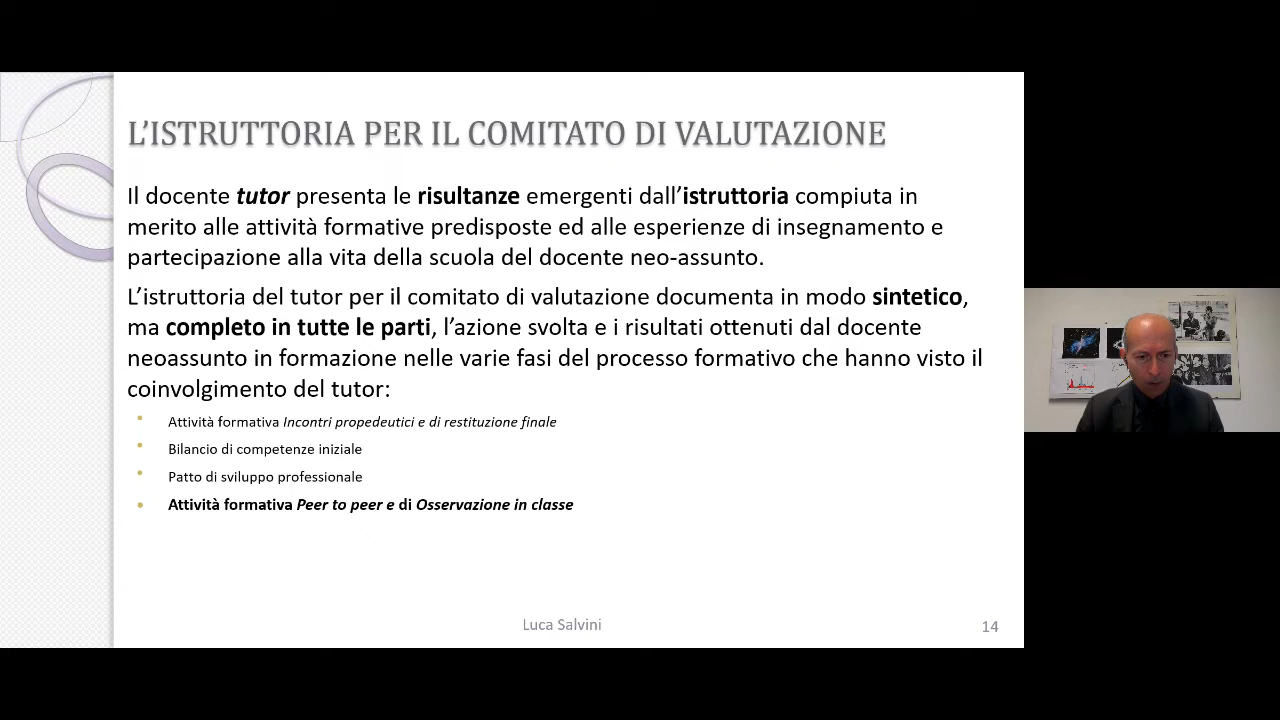 L’ISTRUTTORIA PER IL COMITATO DI VALUTAZIONE
Il docente tutor presenta le risultanze emergenti dall’istruttoria compiuta in
merito alle attività formative predisposte ed alle esperienze di insegnamento e
partecipazione alla vita della scuola del docente neo-assunto.
L’istruttoria del tutor per il comitato di valutazione documenta in modo sintetico,
ma completo in tutte le parti, l’azione svolta e i risultati ottenuti dal docente
neoassunto in formazione nelle varie fasi del processo formativo che hanno visto il
coinvolgimento del tutor:
• Attività formativa Incontri propedeutici e di restituzione finale
• Bilancio di competenze iniziale
• Patto di sviluppo professionale
• Attività formativa Peer to peer e di Osservazione in classe
Luca Salvini
14